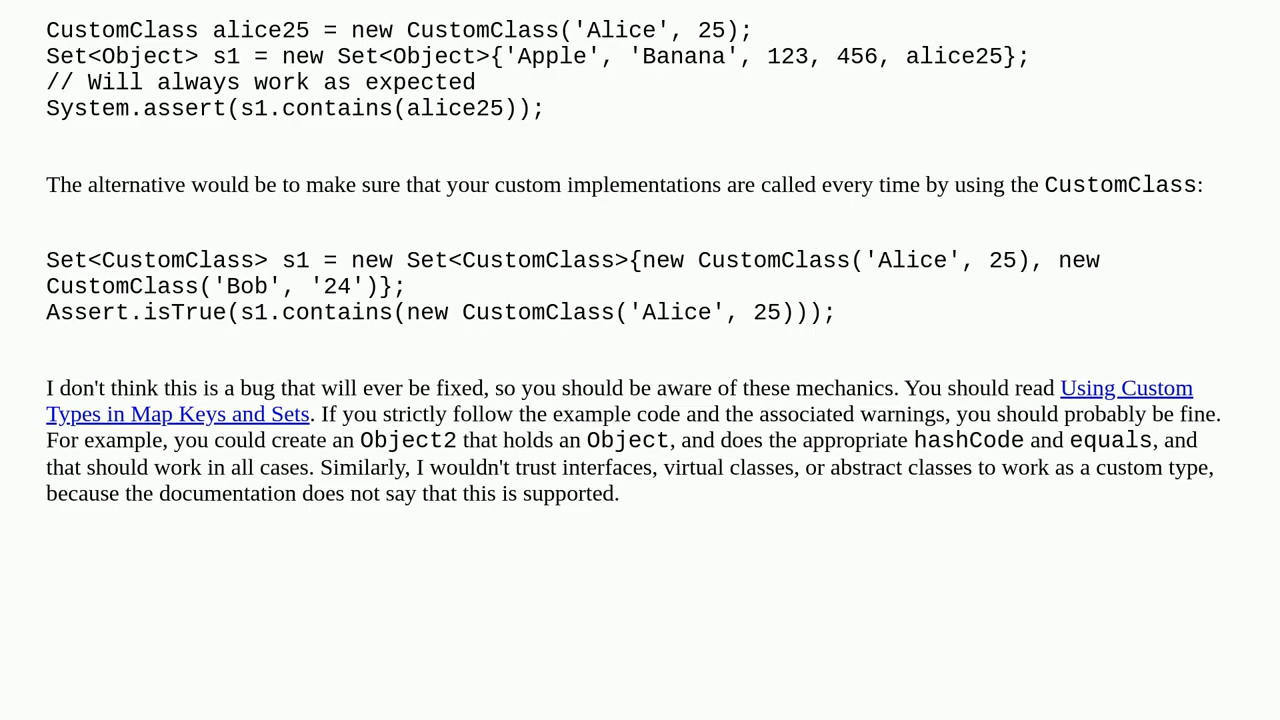 CustomClass alice25 = new CustomClass('Alice', 25);
Set<Object> s1 = new Set<Object>{'Apple', 'Banana', 123, 456, alice25};
// Will always work as expected
System.assert(s1.contains(alice25));
The alternative would be to make sure that your custom implementations are called every time by using the CustomClass:
Set<CustomClass> s1 = new Set<CustomClass>{new CustomClass('Alice', 25), new
CustomClass('Bob', '24')};
Assert.isTrue(s1.contains(new CustomClass('Alice', 25)));
I don't think this is a bug that will ever be fixed, so you should be aware of these mechanics. You should read Using Custom
Types in Map Keys and Sets. If you strictly follow the example code and the associated warnings, you should probably be fine.
For example, you could create an Object2 that holds an Object, and does the appropriate hashCode and equals, and
that should work in all cases. Similarly, I wouldn't trust interfaces, virtual classes, or abstract classes to work as a custom type,
because the documentation does not say that this is supported.